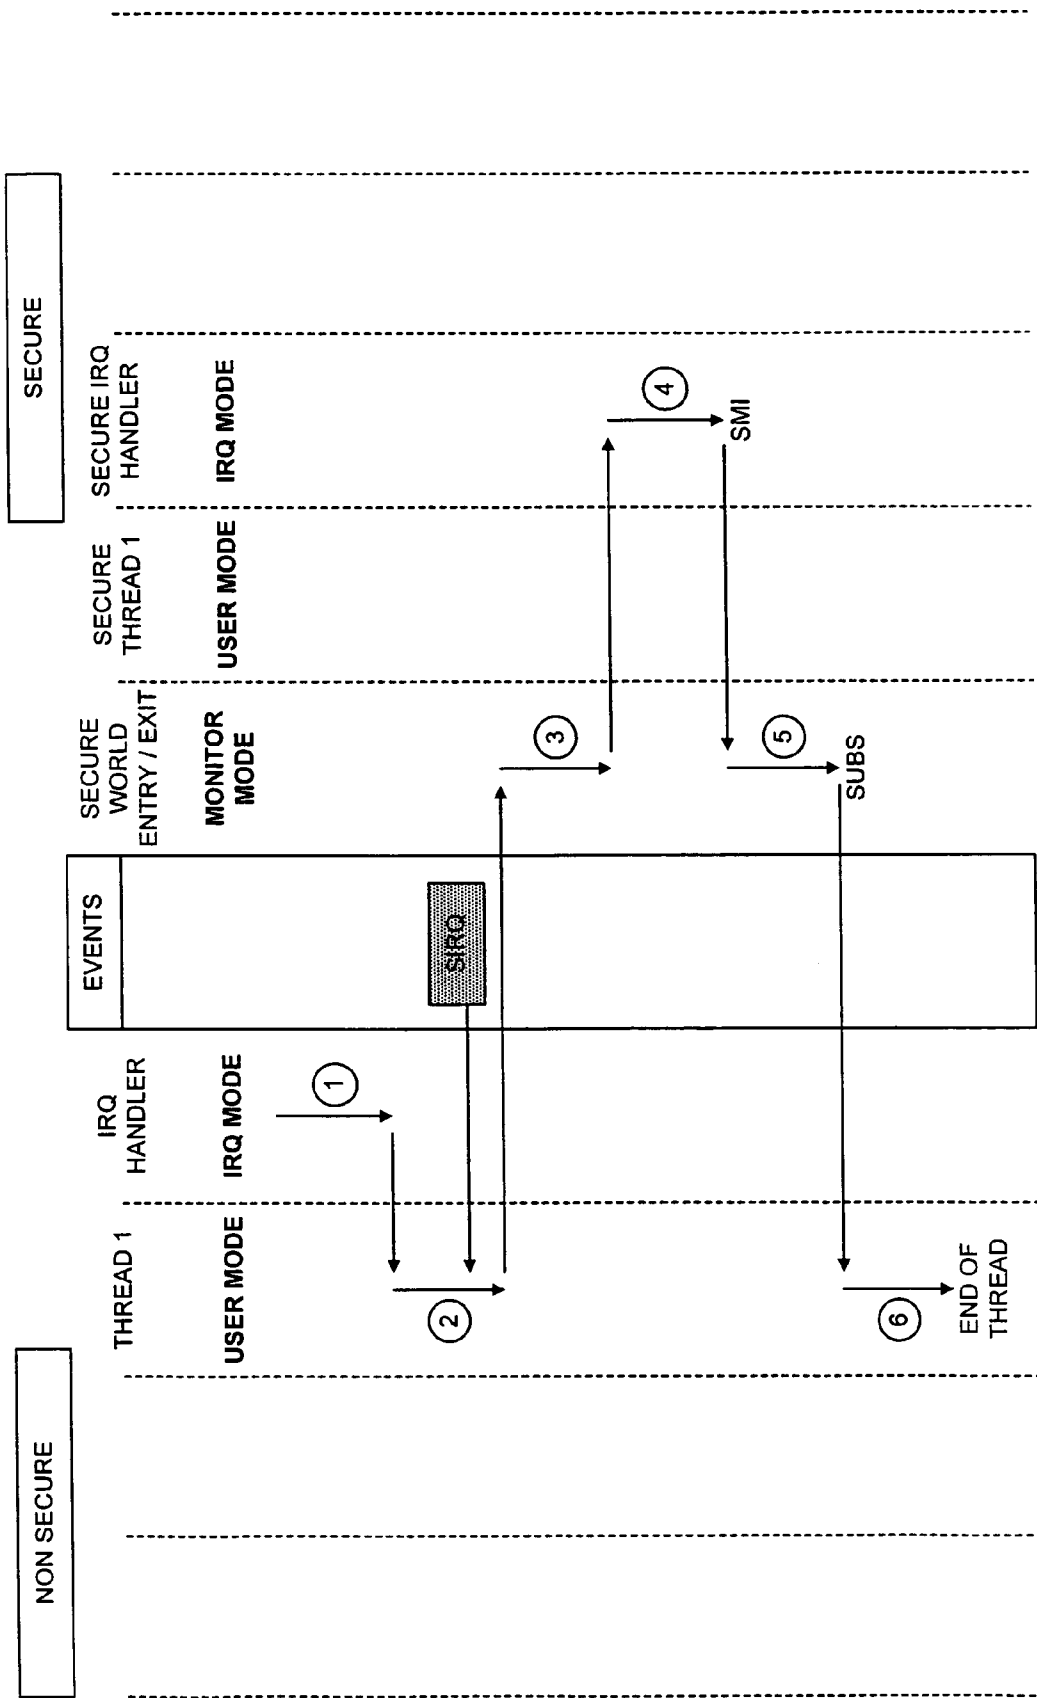 NON SECURE
SECURE
EVENTS
THREAD 1
IRQ
HANDLER
SECURE
WORLD
ENTRY / EXIT
SECURE
THREAD 1
SECURE IRQ
HANDLER
USER MODE
IRQ MODE
MONITOR
MODE
USER MODE
IRQ MODE
1
2
SIRQ
3
4
SMI
5
SUBS
6
END OF
THREAD